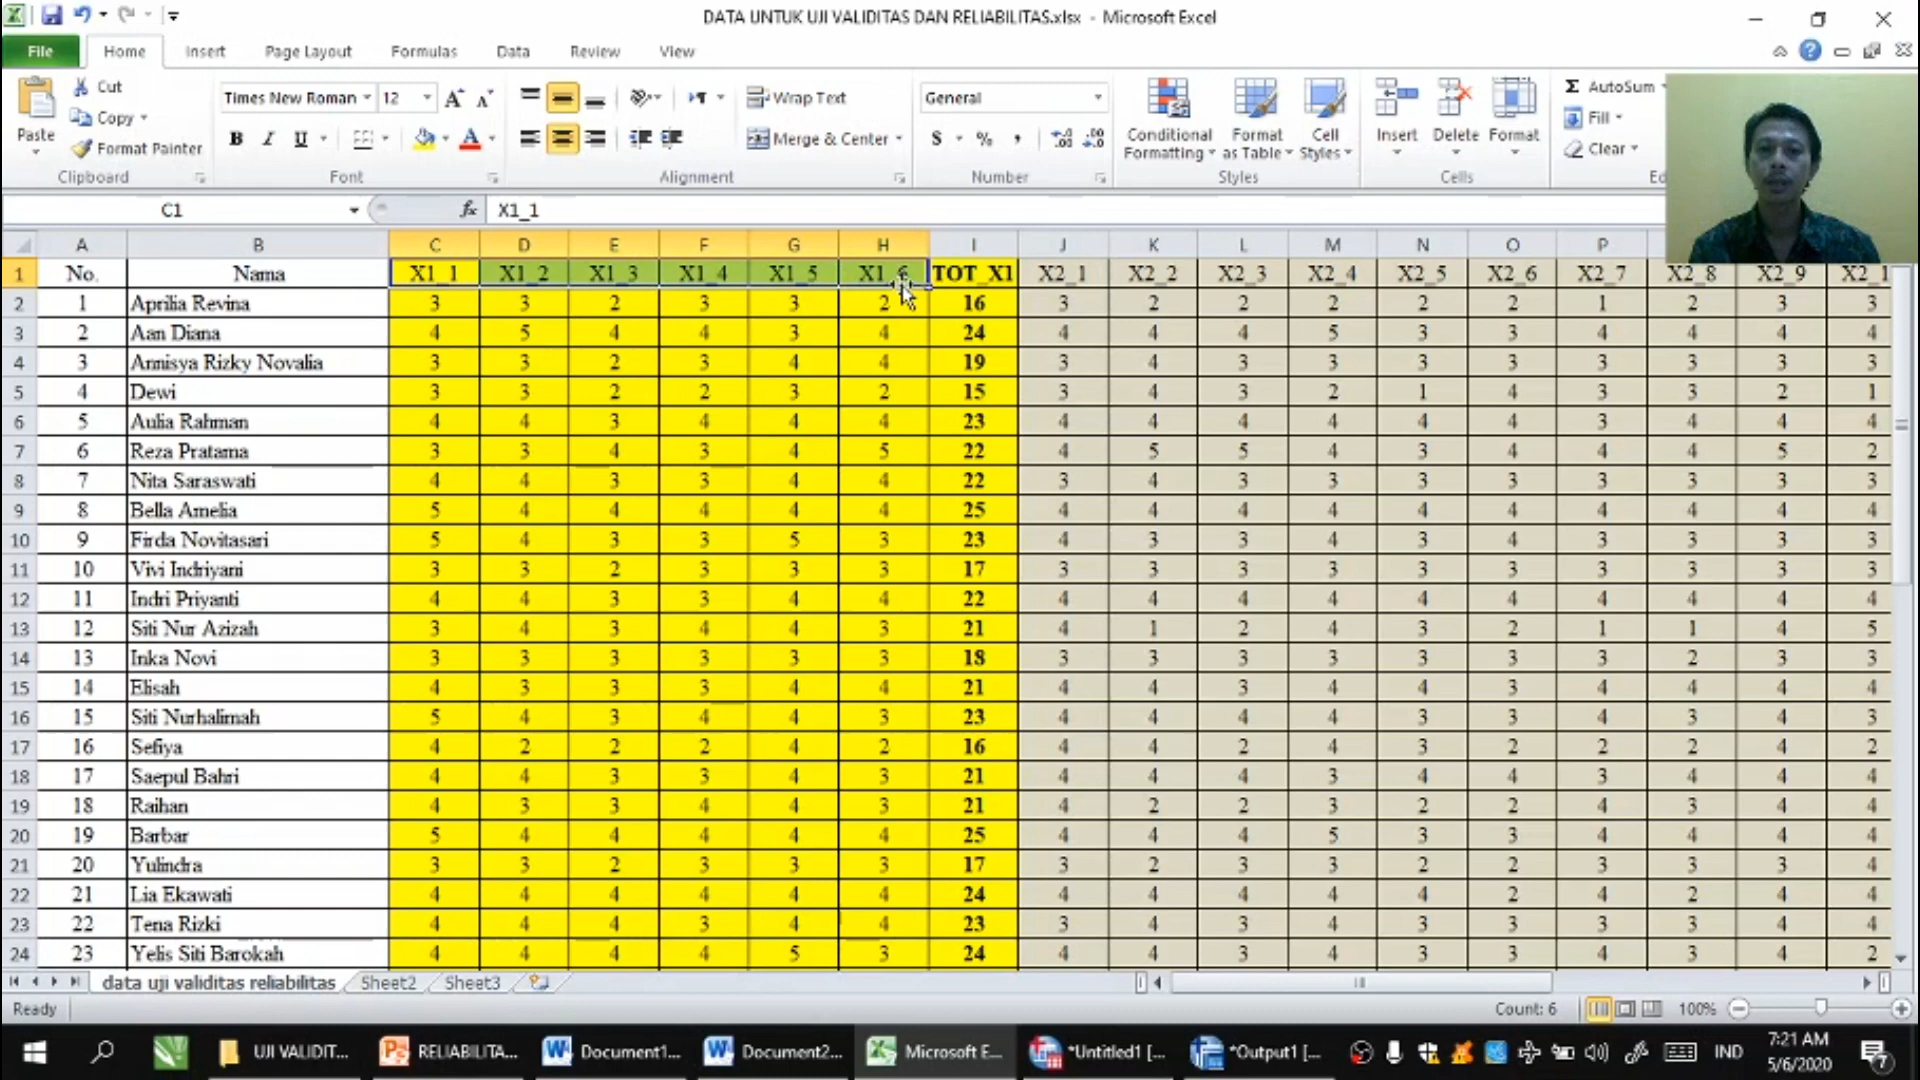 DATA UNTUK UJI VALIDITAS DAN RELIABILITAS.xlsx - Microsoft Excel
File Home Insert Page Layout Formulas Data Review View
Cut Times New Roman 12 Wrap Text General AutoSum
Copy Fill
Paste Format Painter B I U Merge & Center $ % , Conditional Formatting Format as Table Cell Styles Insert Delete Format Clear
Clipboard Font Alignment Number Styles Cells
C1 fx X1_1
A B C D E F G H I J K L M N O P
1 No. Nama X1_1 X1_2 X1_3 X1_4 X1_5 X1_6 TOT_X1 X2_1 X2_2 X2_3 X2_4 X2_5 X2_6 X2_7 X2_8 X2_9 X2_1
2 1 Aprilia Revina 3 3 2 3 3 2 16 3 2 2 2 2 2 1 2 3 3
3 2 Aan Diana 4 5 4 4 3 4 24 4 4 4 5 3 3 4 4 4 4
4 3 Annisya Rizky Novalia 3 3 2 3 4 4 19 3 4 3 3 3 3 3 3 3 3
5 4 Dewi 3 3 2 2 3 2 15 3 4 3 2 1 4 3 3 2 1
6 5 Aulia Rahman 4 4 3 4 4 4 23 4 4 4 4 4 4 3 4 4 4
7 6 Reza Pratama 3 3 4 3 4 5 22 4 5 5 4 3 4 4 4 5 2
8 7 Nita Saraswati 4 4 3 3 4 4 22 3 4 3 3 3 3 3 3 3 3
9 8 Bella Amelia 5 4 4 4 4 4 25 4 4 4 4 4 4 4 4 4 4
10 9 Firda Novitasari 5 4 3 3 5 3 23 4 3 3 4 3 4 3 3 3 3
11 10 Vivi Indriyani 3 3 2 3 3 3 17 3 3 3 3 3 3 3 3 3 3
12 11 Indri Priyanti 4 4 3 3 4 4 22 4 4 4 4 4 4 4 4 4 4
13 12 Siti Nur Azizah 3 4 3 4 4 3 21 4 1 2 4 3 2 1 1 4 5
14 13 Inka Novi 3 3 3 3 3 3 18 3 3 3 3 3 3 3 2 3 3
15 14 Elisah 4 3 3 3 4 4 21 4 4 3 4 4 3 4 4 4 4
16 15 Siti Nurhalimah 5 4 3 4 4 3 23 4 4 4 4 3 3 4 3 4 3
17 16 Sefiya 4 2 2 2 4 2 16 4 4 2 4 3 2 2 2 4 2
18 17 Saepul Bahri 4 4 3 3 4 3 21 4 4 4 3 4 4 3 4 4 4
19 18 Raihan 4 3 3 4 4 3 21 4 2 2 3 2 2 4 3 4 4
20 19 Barbar 5 4 4 4 4 4 25 4 4 4 5 3 3 4 4 4 4
21 20 Yulindra 3 3 2 3 3 3 17 3 2 3 3 2 2 3 3 3 4
22 21 Lia Ekawati 4 4 4 4 4 4 24 4 4 4 4 4 2 4 2 4 4
23 22 Tena Rizki 4 4 4 3 4 4 23 3 4 3 4 3 3 3 3 4 4
24 23 Yelis Siti Barokah 4 4 4 4 5 3 24 4 4 3 4 3 3 4 3 4 2
data uji validitas reliabilitas Sheet2 Sheet3
Ready Count: 6 100%
UJI VALIDIT... RELIABILITA... Document1... Document2... Microsoft E... *Untitled1 [... *Output1 [... IND 7:21 AM
5/6/2020
7